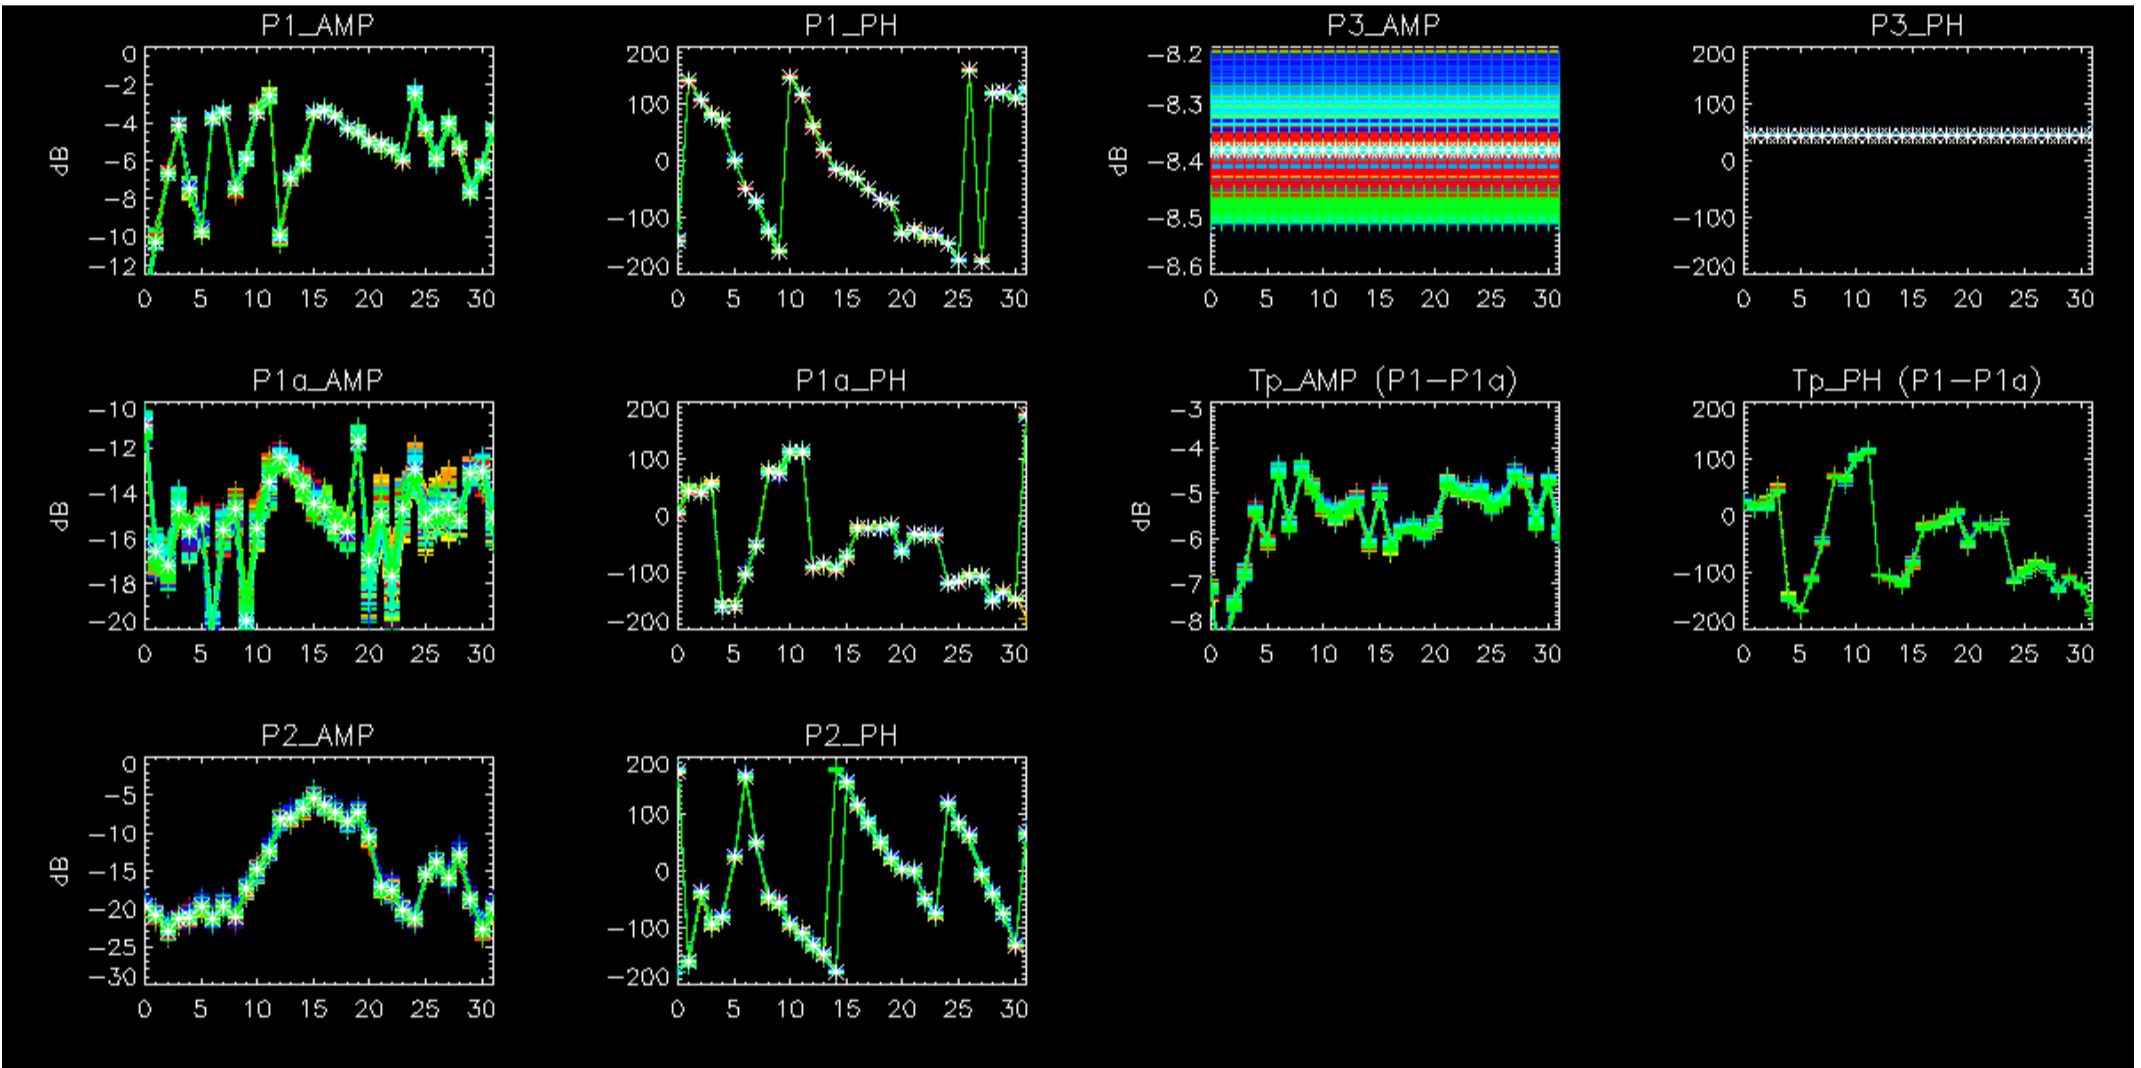 P1_AMP
P1_PH
P3_AMP
P3_PH
0
−2
−4
−6
−8
−10
−12
dB
0 5 10 15 20 25 30
200
100
0
−100
−200
0 5 10 15 20 25 30
−8.2
−8.3
−8.4
−8.5
−8.6
dB
0 5 10 15 20 25 30
200
100
0
−100
−200
0 5 10 15 20 25 30
P1a_AMP
P1a_PH
Tp_AMP (P1−P1a)
Tp_PH (P1−P1a)
−10
−12
−14
−16
−18
−20
dB
0 5 10 15 20 25 30
200
100
0
−100
−200
0 5 10 15 20 25 30
−3
−4
−5
−6
−7
−8
dB
0 5 10 15 20 25 30
200
100
0
−100
−200
0 5 10 15 20 25 30
P2_AMP
P2_PH
0
−5
−10
−15
−20
−25
−30
dB
0 5 10 15 20 25 30
200
100
0
−100
−200
0 5 10 15 20 25 30